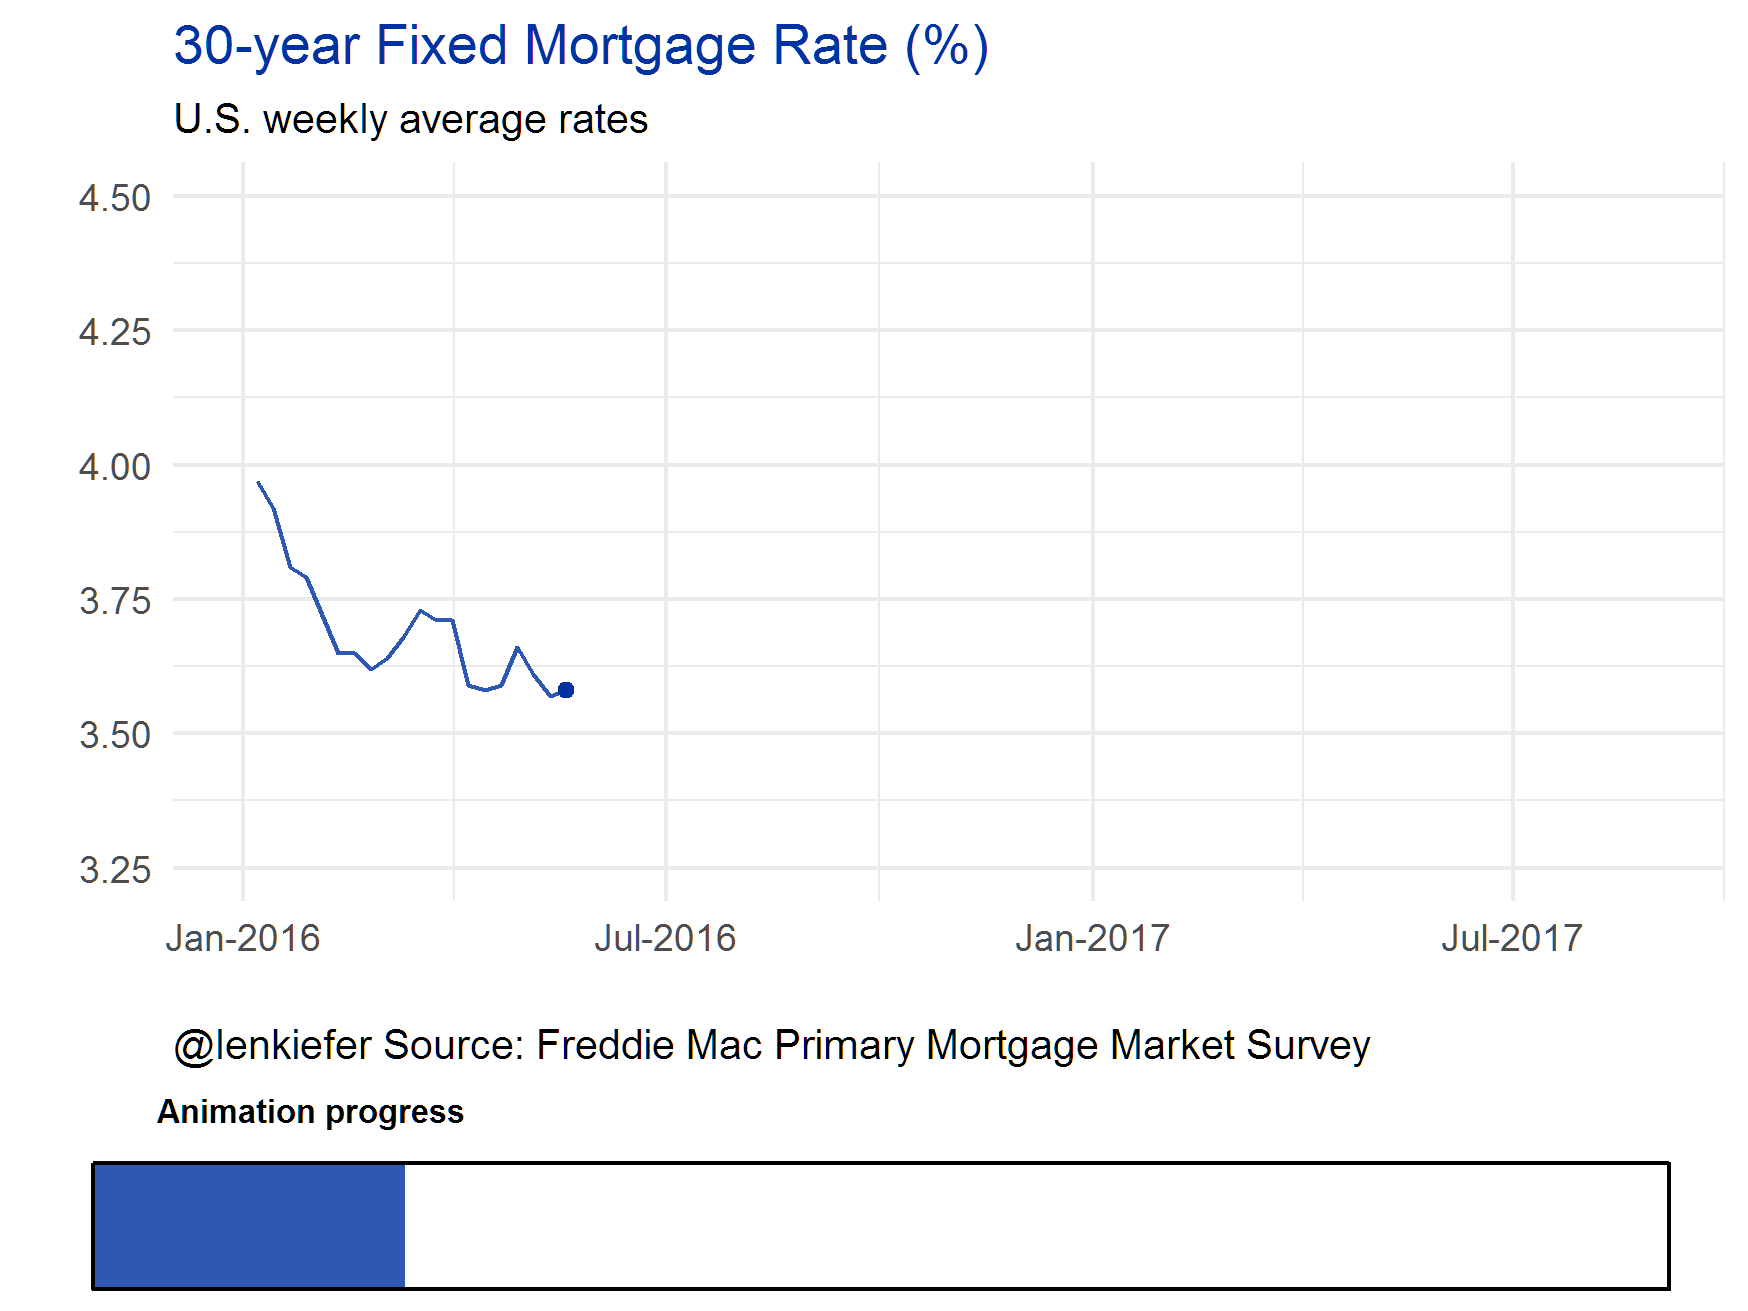 30-year Fixed Mortgage Rate (%)
U.S. weekly average rates
4.50
4.25
4.00
3.75
3.50
3.25
Jan-2016 Jul-2016 Jan-2017 Jul-2017
@lenkiefer Source: Freddie Mac Primary Mortgage Market Survey
Animation progress